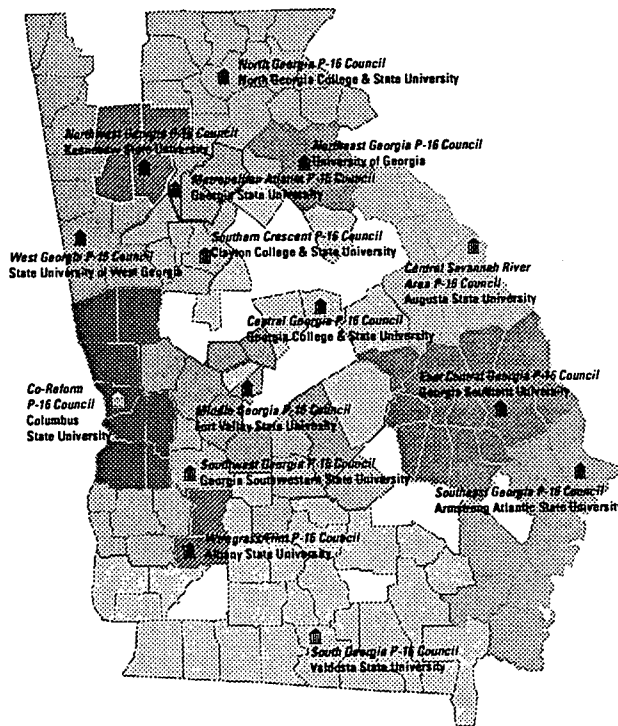 North Georgia P-16 Council
North Georgia College & State University
Northwest Georgia P-16 Council
Kennesaw State University
Northeast Georgia P-16 Council
University of Georgia
Metropolitan Atlanta P-16 Council
Georgia State University
Southern Crescent P-16 Council
Clayton College & State University
West Georgia P-16 Council
State University of West Georgia
Central Savannah River
Area P-16 Council
Augusta State University
Central Georgia P-16 Council
Georgia College & State University
Co-Reform
P-16 Council
Columbus
State University
East Central Georgia P-16 Council
Georgia Southern University
Middle Georgia P-16 Council
Fort Valley State University
Southwest Georgia P-16 Council
Georgia Southwestern State University
Southeast Georgia P-16 Council
Armstrong Atlantic State University
P-16 Council
Albany State University
South Georgia P-16 Council
Valdosta State University